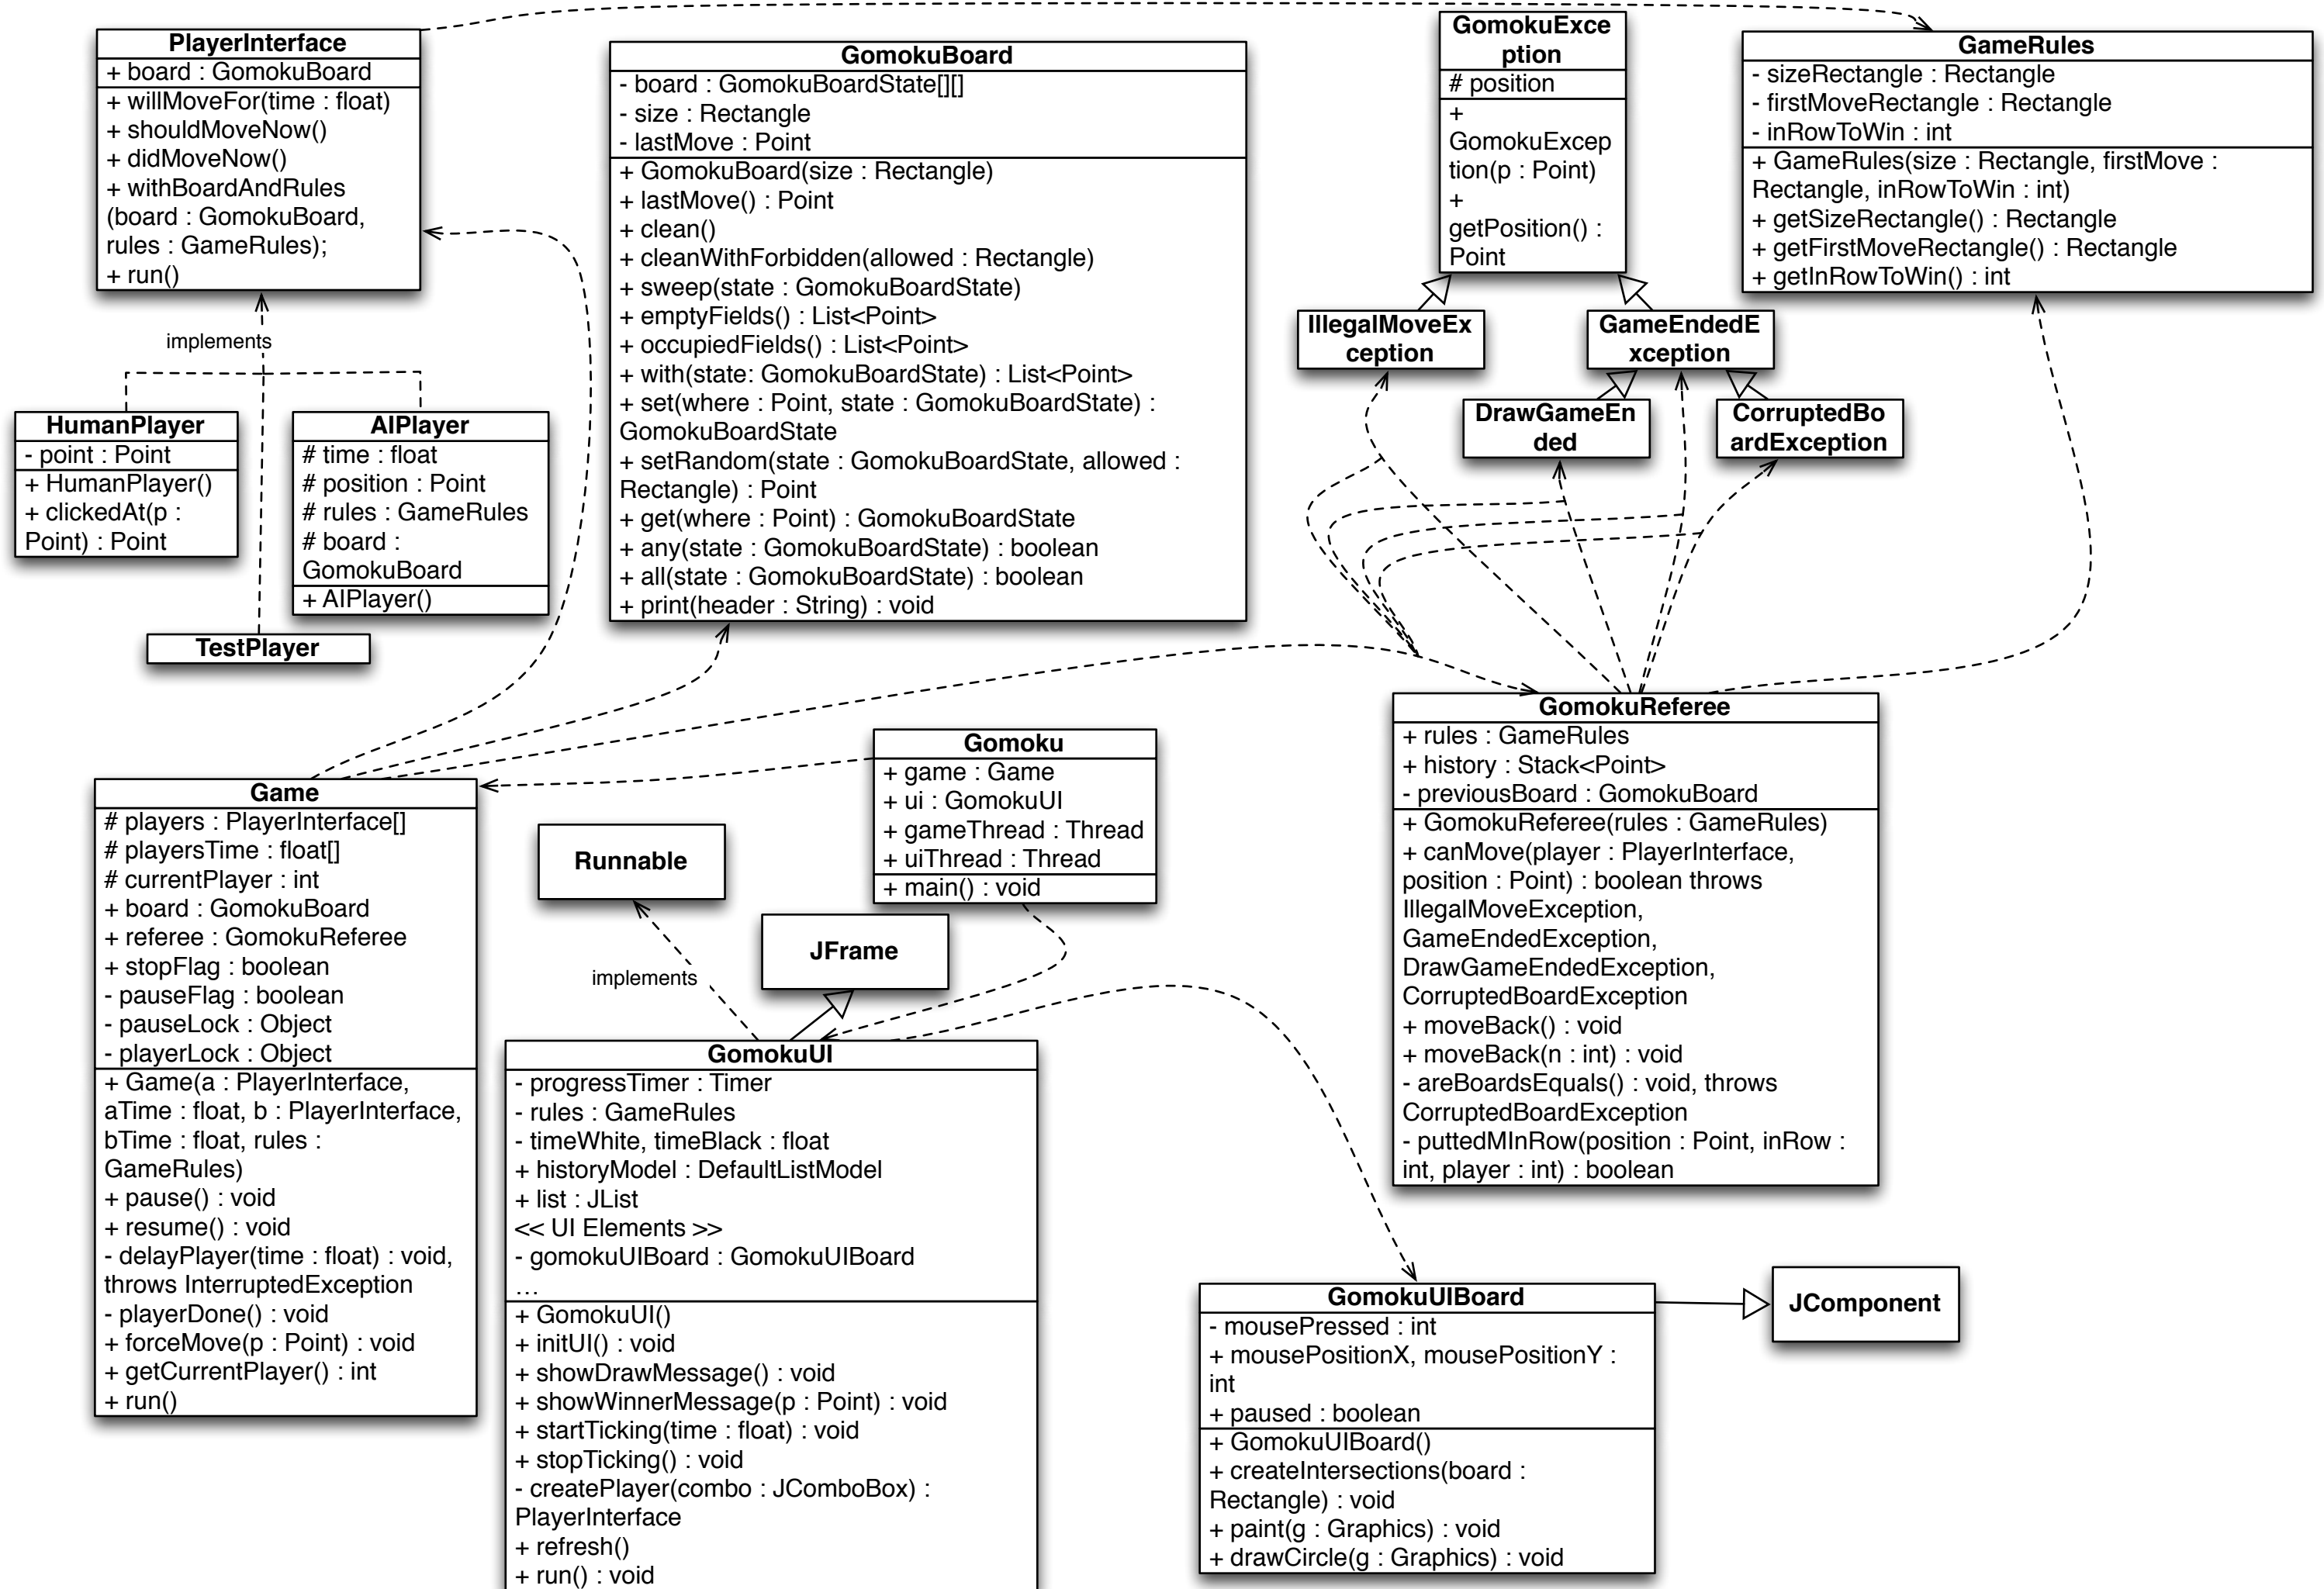 PlayerInterface
+ board : GomokuBoard
+ willMoveFor(time : float)
+ shouldMoveNow()
+ didMoveNow()
+ withBoardAndRules
(board : GomokuBoard,
rules : GameRules);
+ run()
GomokuBoard
- board : GomokuBoardState[][]
- size : Rectangle
- lastMove : Point
+ GomokuBoard(size : Rectangle)
+ lastMove() : Point
+ clean()
+ cleanWithForbidden(allowed : Rectangle)
+ sweep(state : GomokuBoardState)
+ emptyFields() : List<Point>
+ occupiedFields() : List<Point>
+ with(state: GomokuBoardState) : List<Point>
+ set(where : Point, state : GomokuBoardState) :
GomokuBoardState
+ setRandom(state : GomokuBoardState, allowed :
Rectangle) : Point
+ get(where : Point) : GomokuBoardState
+ any(state : GomokuBoardState) : boolean
+ all(state : GomokuBoardState) : boolean
+ print(header : String) : void
GomokuExce
ption
# position
+
GomokuExcep
tion(p : Point)
+
getPosition() :
Point
GameRules
- sizeRectangle : Rectangle
- firstMoveRectangle : Rectangle
- inRowToWin : int
+ GameRules(size : Rectangle, firstMove :
Rectangle, inRowToWin : int)
+ getSizeRectangle() : Rectangle
+ getFirstMoveRectangle() : Rectangle
+ getInRowToWin() : int
IllegalMoveEx
ception
GameEndedE
xception
DrawGameEn
ded
CorruptedBo
ardException
implements
HumanPlayer
- point : Point
+ HumanPlayer()
+ clickedAt(p :
Point) : Point
AIPlayer
# time : float
# position : Point
# rules : GameRules
# board :
GomokuBoard
+ AIPlayer()
TestPlayer
Game
# players : PlayerInterface[]
# playersTime : float[]
# currentPlayer : int
+ board : GomokuBoard
+ referee : GomokuReferee
+ stopFlag : boolean
- pauseFlag : boolean
- pauseLock : Object
- playerLock : Object
+ Game(a : PlayerInterface,
aTime : float, b : PlayerInterface,
bTime : float, rules :
GameRules)
+ pause() : void
+ resume() : void
- delayPlayer(time : float) : void,
throws InterruptedException
- playerDone() : void
+ forceMove(p : Point) : void
+ getCurrentPlayer() : int
+ run()
Gomoku
+ game : Game
+ ui : GomokuUI
+ gameThread : Thread
+ uiThread : Thread
+ main() : void
Runnable
JFrame
implements
GomokuUI
- progressTimer : Timer
- rules : GameRules
- timeWhite, timeBlack : float
+ historyModel : DefaultListModel
+ list : JList
<< UI Elements >>
- gomokuUIBoard : GomokuUIBoard
...
+ GomokuUI()
+ initUI() : void
+ showDrawMessage() : void
+ showWinnerMessage(p : Point) : void
+ startTicking(time : float) : void
+ stopTicking() : void
- createPlayer(combo : JComboBox) :
PlayerInterface
+ refresh()
+ run() : void
GomokuReferee
+ rules : GameRules
+ history : Stack<Point>
- previousBoard : GomokuBoard
+ GomokuReferee(rules : GameRules)
+ canMove(player : PlayerInterface,
position : Point) : boolean throws
IllegalMoveException,
GameEndedException,
DrawGameEndedException,
CorruptedBoardException
+ moveBack() : void
+ moveBack(n : int) : void
- areBoardsEquals() : void, throws
CorruptedBoardException
- puttedMInRow(position : Point, inRow :
int, player : int) : boolean
GomokuUIBoard
- mousePressed : int
+ mousePositionX, mousePositionY :
int
+ paused : boolean
+ GomokuUIBoard()
+ createIntersections(board :
Rectangle) : void
+ paint(g : Graphics) : void
+ drawCircle(g : Graphics) : void
JComponent